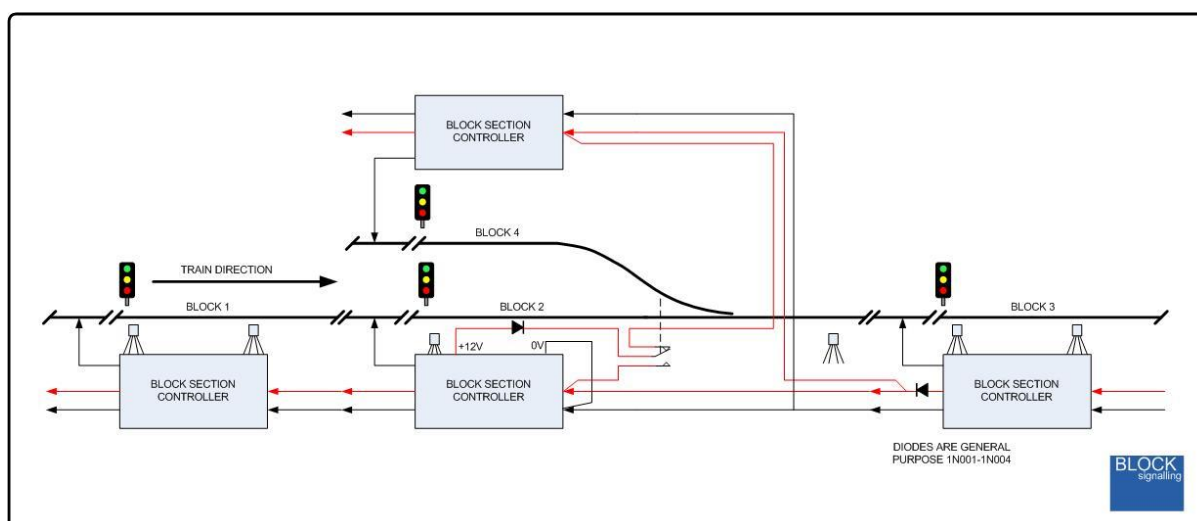 BLOCK SECTION
CONTROLLER
BLOCK 4
TRAIN DIRECTION
BLOCK 1
BLOCK 2
BLOCK 3
+12V
0V
BLOCK SECTION
CONTROLLER
BLOCK SECTION
CONTROLLER
BLOCK SECTION
CONTROLLER
DIODES ARE GENERAL
PURPOSE 1N001-1N004
BLOCK
signalling